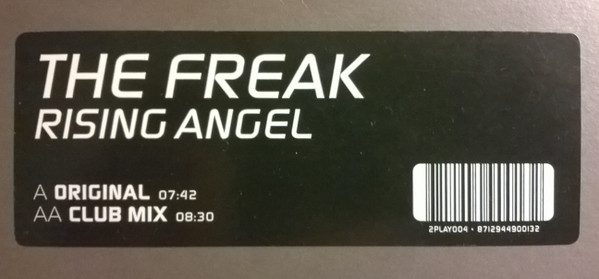 THE FREAK
RISING ANGEL
A ORIGINAL 07:42
AA CLUB MIX 08:30
2PLAY004 • 8712944900132